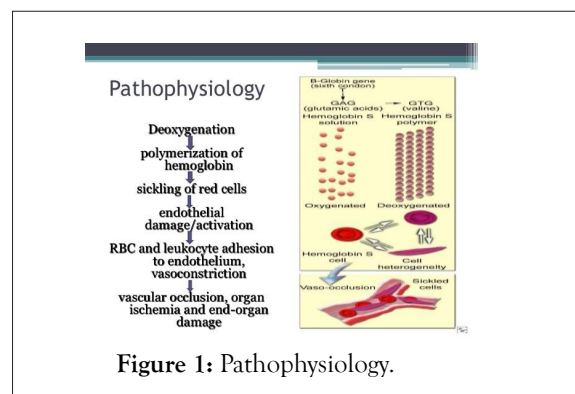 Pathophysiology
Deoxygenation
polymerization of
hemoglobin
sickling of red cells
endothelial
damage/activation
RBC and leukocyte adhesion
to endothelium,
vasoconstriction
vascular occlusion, organ
ischemia and end-organ
damage
B-Globin gene
(sixth condon)
GAG
(glutamic acids)
GTG
(valine)
Hemoglobin S
solution
Hemoglobin S
polymer
Oxygenated
Deoxygenated
Hemoglobin S
cell
Cell
heterogeneity
Vaso-occlusion
Sickled
cells
Figure 1: Pathophysiology.